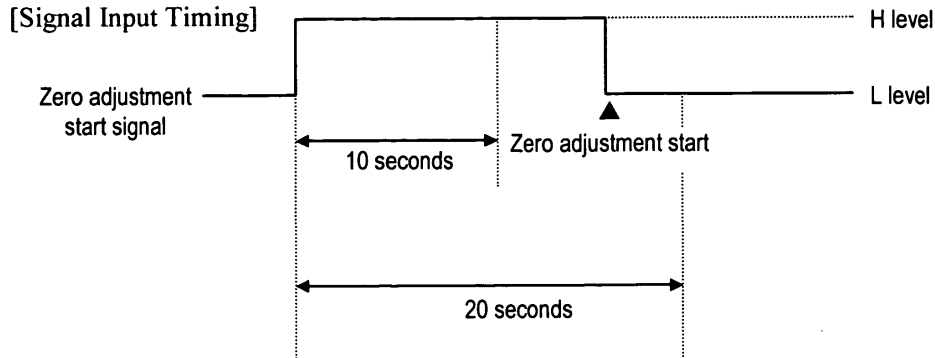 [Signal Input Timing]
H level
Zero adjustment
start signal
L level
Zero adjustment start
10 seconds
20 seconds